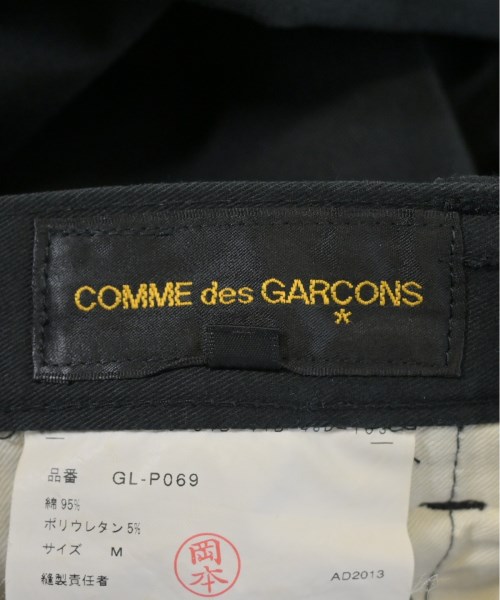 COMME des GARCONS
*
品番 GL-P069
綿 95%
ポリウレタン 5%
サイズ M
縫製責任者
岡本
AD2013